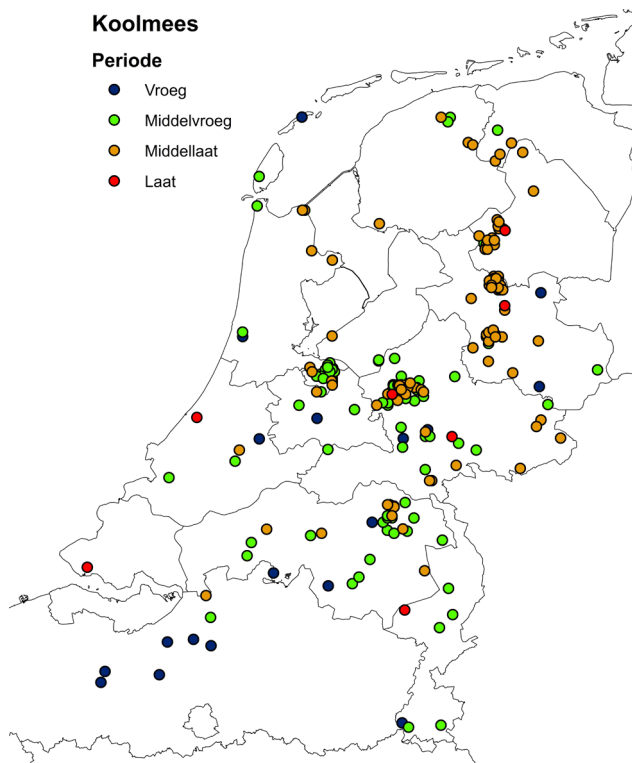 Koolmees
Periode
Vroeg
Middelvroeg
Middellaat
Laat